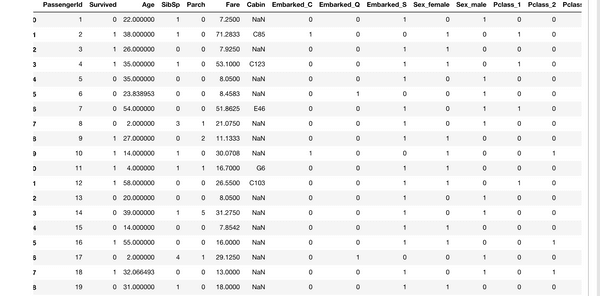 PassengerId Survived Age SibSp Parch Fare Cabin Embarked_C Embarked_Q Embarked_S Sex_female Sex_male Pclass_1 Pclass_2 Pclass
0 1 0 22.000000 1 0 7.2500 NaN 0 0 1 0 1 0 0
1 2 1 38.000000 1 0 71.2833 C85 1 0 0 1 0 1 0
2 3 1 26.000000 0 0 7.9250 NaN 0 0 1 1 0 0 0
3 4 1 35.000000 1 0 53.1000 C123 0 0 1 1 0 1 0
4 5 0 35.000000 0 0 8.0500 NaN 0 0 1 0 1 0 0
5 6 0 23.838953 0 0 8.4583 NaN 0 1 0 0 1 0 0
6 7 0 54.000000 0 0 51.8625 E46 0 0 1 0 1 1 0
7 8 0 2.000000 3 1 21.0750 NaN 0 0 1 0 1 0 0
8 9 1 27.000000 0 2 11.1333 NaN 0 0 1 1 0 0 0
9 10 1 14.000000 1 0 30.0708 NaN 1 0 0 1 0 0 1
0 11 1 4.000000 1 1 16.7000 G6 0 0 1 1 0 0 0
1 12 1 58.000000 0 0 26.5500 C103 0 0 1 1 0 1 0
2 13 0 20.000000 0 0 8.0500 NaN 0 0 1 0 1 0 0
3 14 0 39.000000 1 5 31.2750 NaN 0 0 1 0 1 0 0
4 15 0 14.000000 0 0 7.8542 NaN 0 0 1 1 0 0 0
5 16 1 55.000000 0 0 16.0000 NaN 0 0 1 1 0 0 1
6 17 0 2.000000 4 1 29.1250 NaN 0 1 0 0 1 0 0
7 18 1 32.066493 0 0 13.0000 NaN 0 0 1 0 1 0 1
8 19 0 31.000000 1 0 18.0000 NaN 0 0 1 1 0 0 0